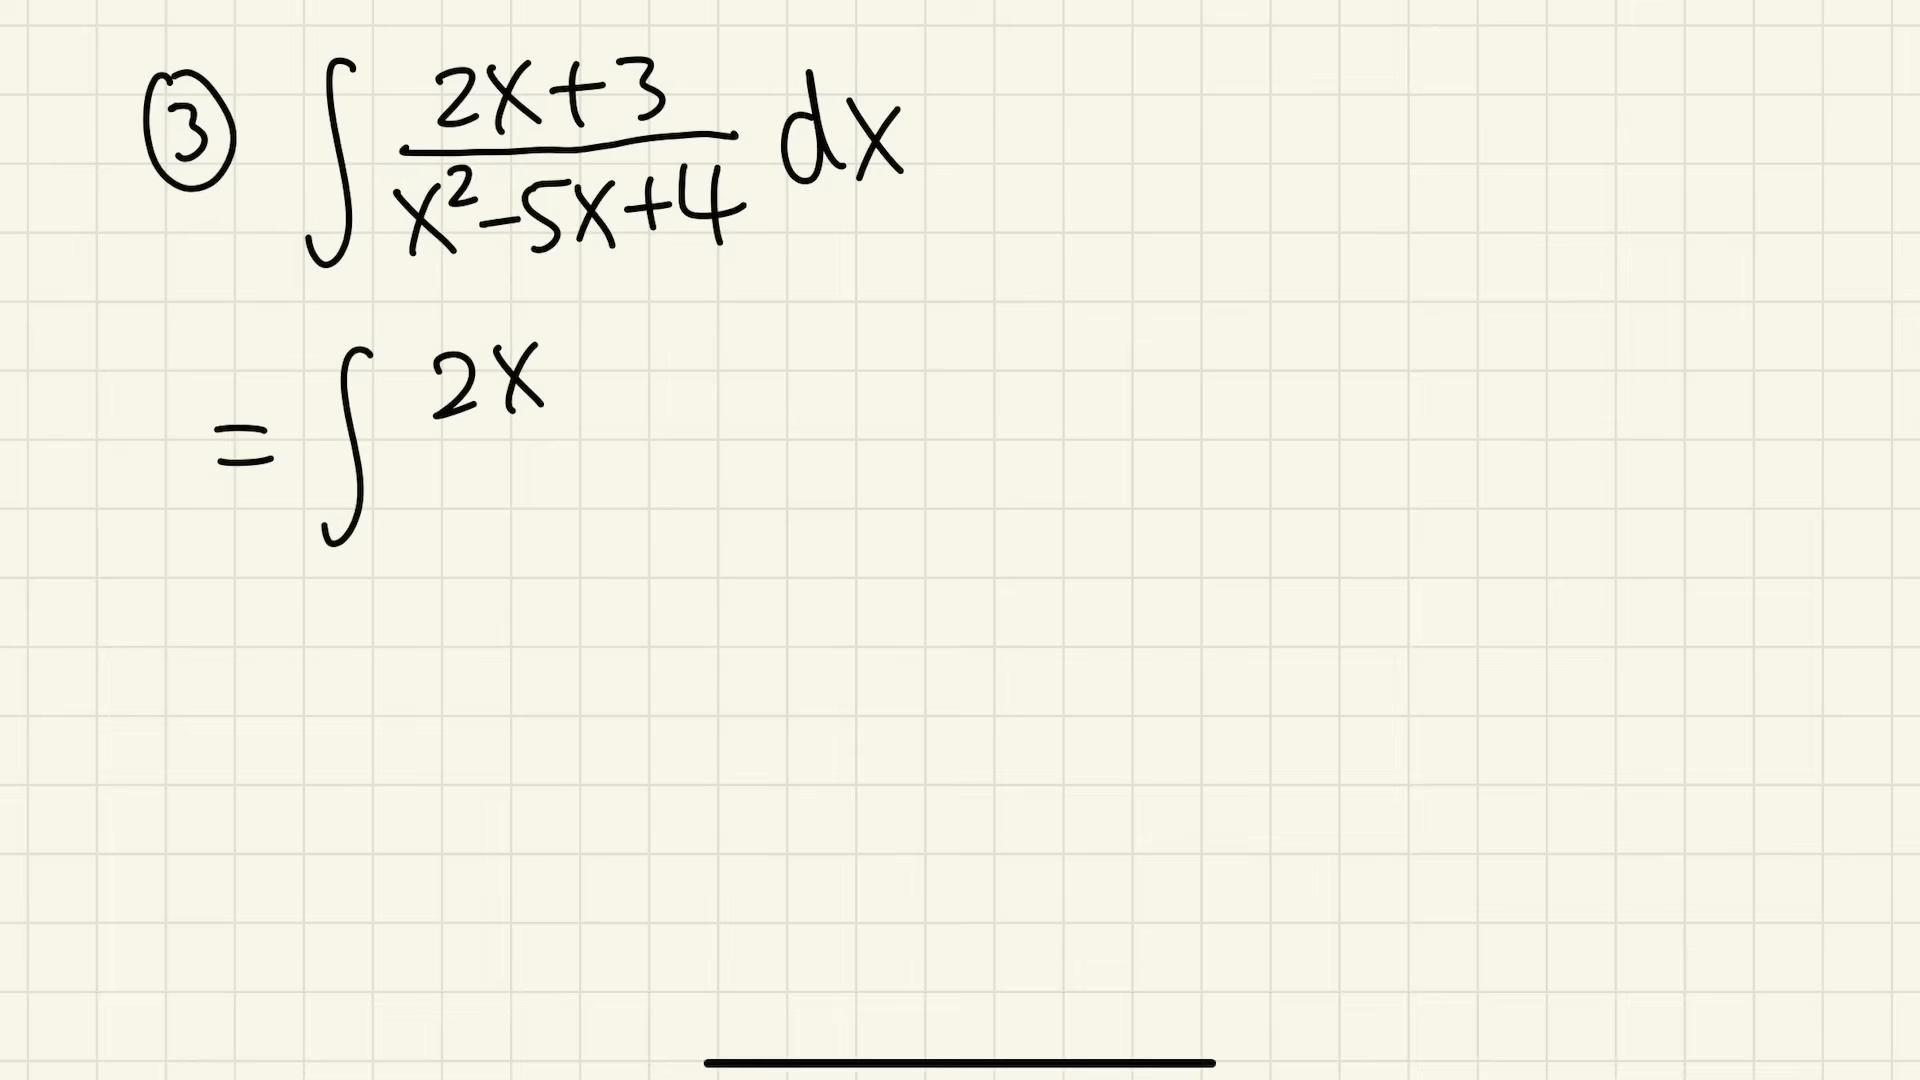 ③ ∫ (2x+3)/(x²-5x+4) dx
= ∫ 2x